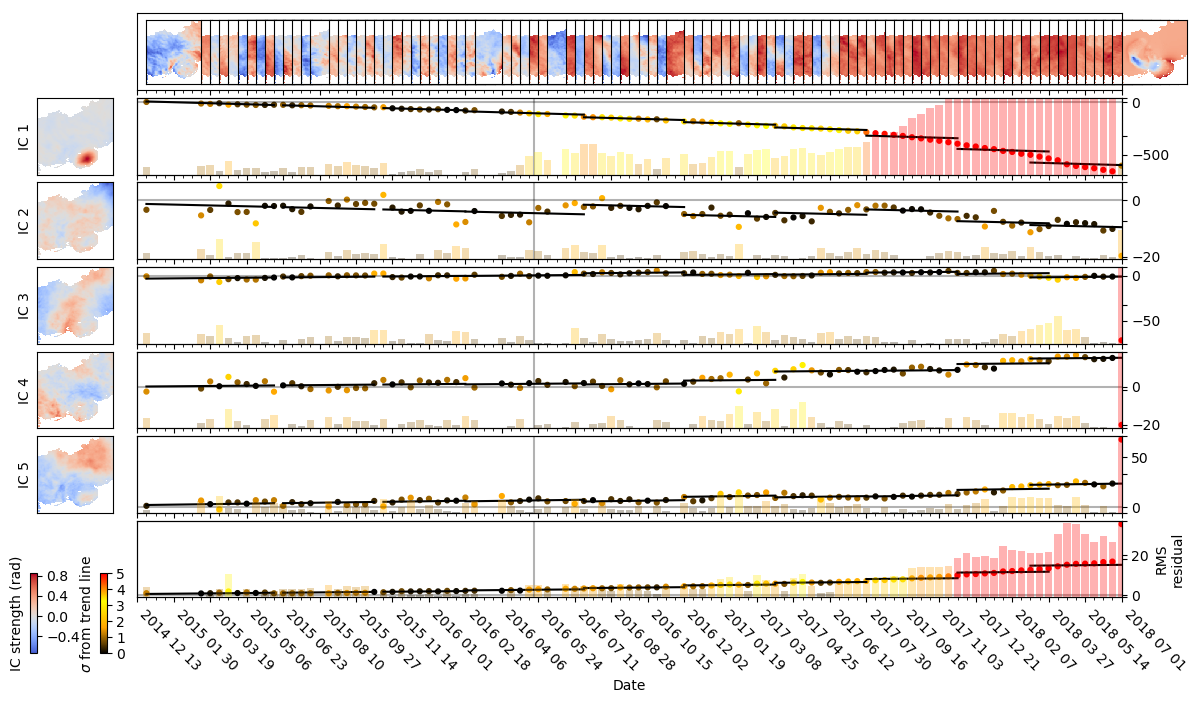 IC 1
0
−500
IC 2
0
−20
IC 3
0
−50
IC 4
0
−20
IC 5
50
0
RMS
residual
20
0
IC strength (rad)
0.8
0.4
0.0
−0.4
σ from trend line
5
4
3
2
1
0
2014 12 13
2015 01 30
2015 03 19
2015 05 06
2015 06 23
2015 08 10
2015 09 27
2015 11 14
2016 01 01
2016 02 18
2016 04 06
2016 05 24
2016 07 11
2016 08 28
2016 10 15
2016 12 02
2017 01 19
2017 03 08
2017 04 25
2017 06 12
2017 07 30
2017 09 16
2017 11 03
2017 12 21
2018 02 07
2018 03 27
2018 05 14
2018 07 01
Date